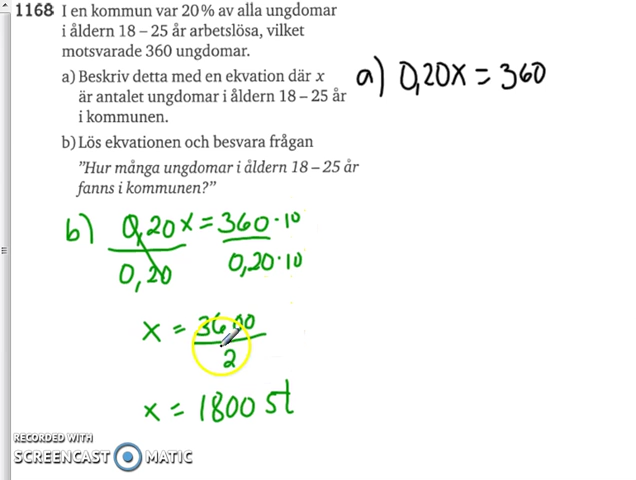 1168 I en kommun var 20% av alla ungdomar
i åldern 18 – 25 år arbetslösa, vilket
motsvarade 360 ungdomar.
a) Beskriv detta med en ekvation där x
är antalet ungdomar i åldern 18 – 25 år
i kommunen.
a) 0,20x = 360
b) Lös ekvationen och besvara frågan
"Hur många ungdomar i åldern 18 – 25 år
fanns i kommunen?"
b) 0,20x = 360·10
0,20 0,20·10
x = 3600
2
x = 1800 st
RECORDED WITH
SCREENCAST MATIC